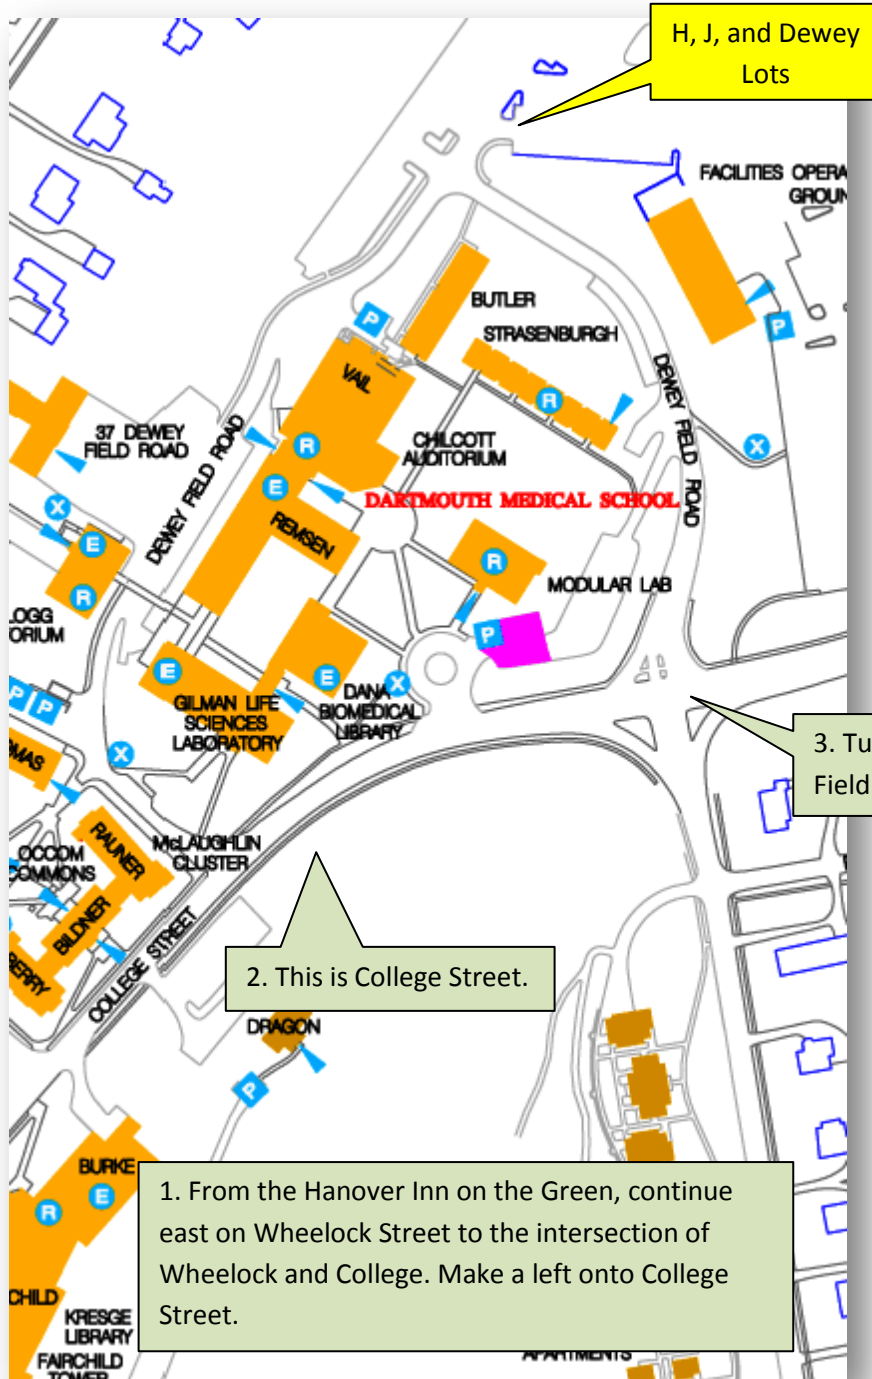 H, J, and Dewey
Lots
FACILITIES OPERA
GROUN
BUTLER
P
STRASENBURGH
P
VAIL
DEWEY FIELD ROAD
R
37 DEWEY
FIELD ROAD
DEWEY FIELD ROAD
R
CHILCOTT
AUDITORIUM
X
E
DARTMOUTH MEDICAL SCHOOL
X
REMSEN
E
R
MODULAR LAB
R
LOGG
ORIUM
P
E
E
X
DANA
BIOMEDICAL
LIBRARY
GILMAN LIFE
SCIENCES
LABORATORY
P P
3. Tu
Field
X
OMAS
RAUNER
McLAUGHLIN
CLUSTER
OCCOM
COMMONS
BILDNER
BERRY
COLLEGE STREET
2. This is College Street.
DRAGON
P
BURKE
E
R
1. From the Hanover Inn on the Green, continue
east on Wheelock Street to the intersection of
Wheelock and College. Make a left onto College
Street.
CHILD
KRESGE
LIBRARY
FAIRCHILD
TOWER
APARTMENTS